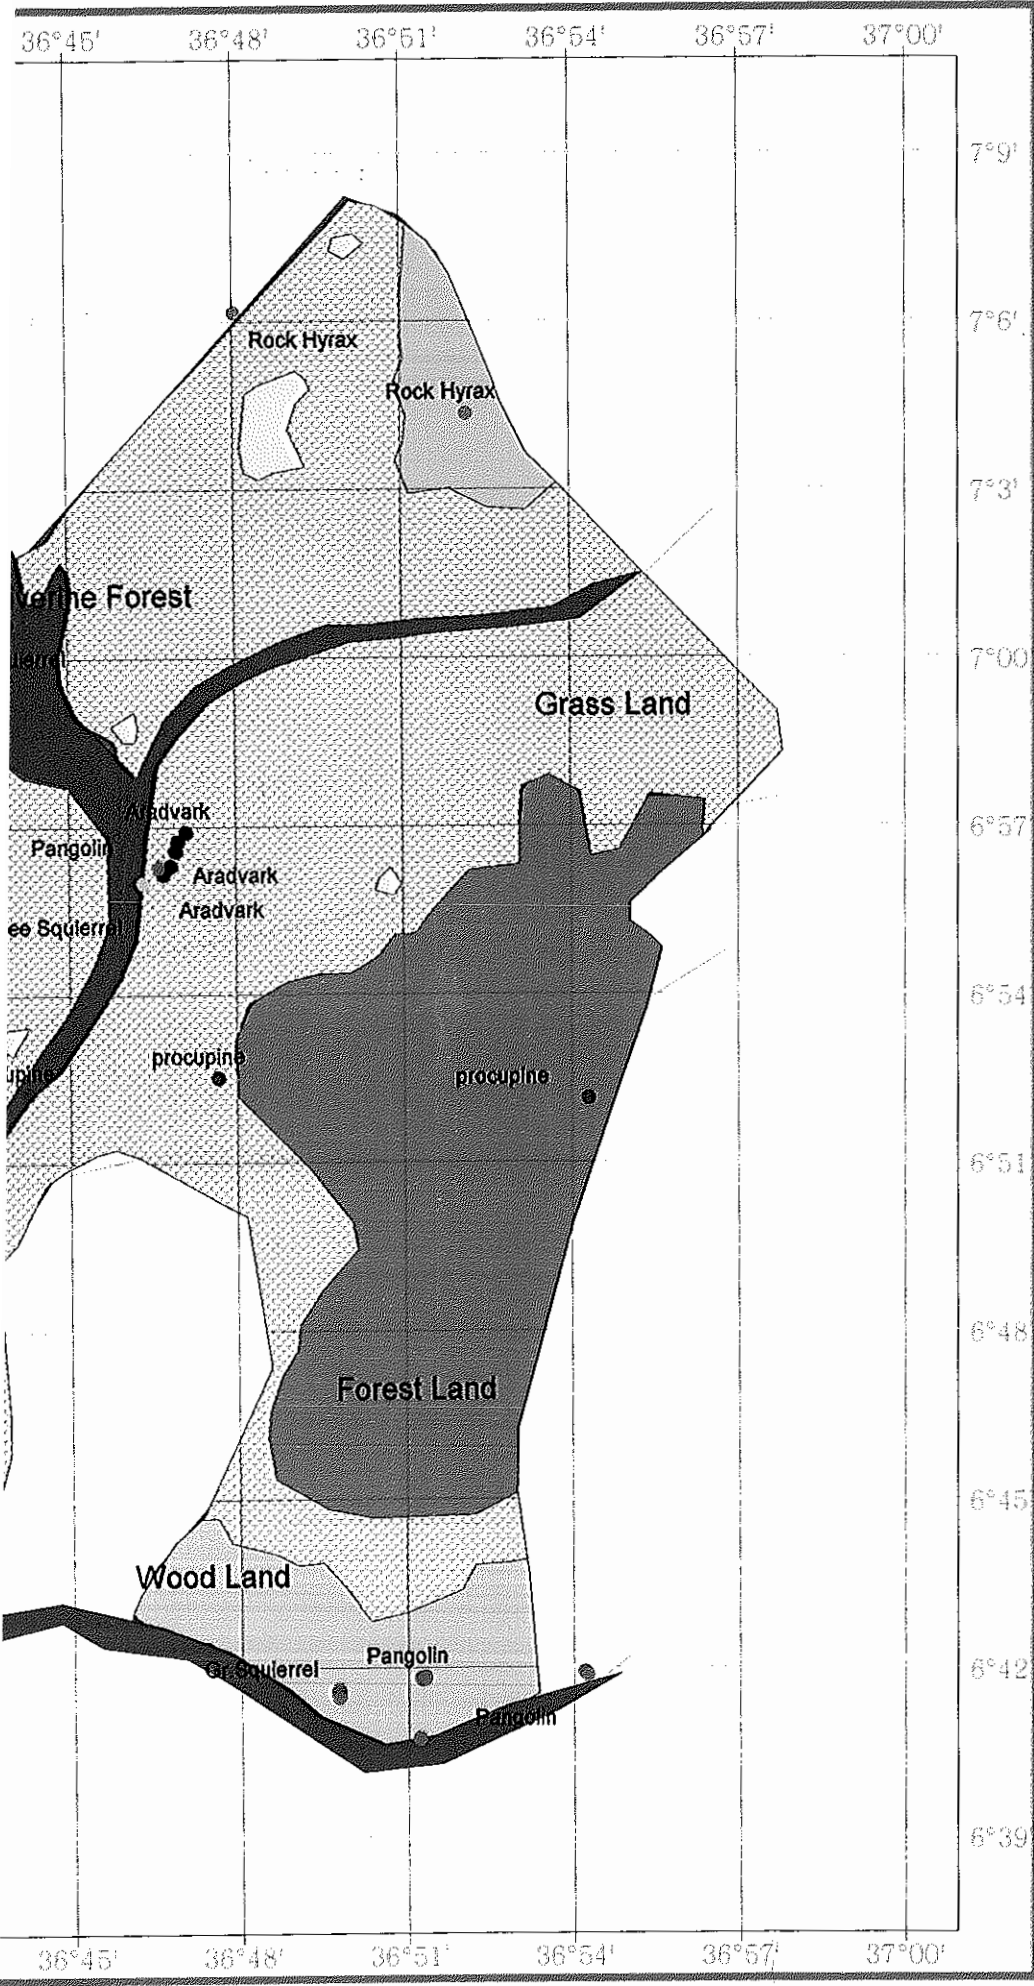 36°45' 36°48' 36°51' 36°54' 36°57' 37°00'
7°9'
7°6'
Rock Hyrax
Rock Hyrax
7°3'
Forest
7°00'
Grass Land
Aradvark
6°57'
Pangolin
Aradvark
Aradvark
ee Squierrel
6°54'
procupine
procupine
6°51'
6°48'
Forest Land
6°45'
Wood Land
Pangolin
Gr Squierrel
6°42'
Pangolin
6°39'
36°45' 36°48' 36°51' 36°54' 36°57' 37°00'